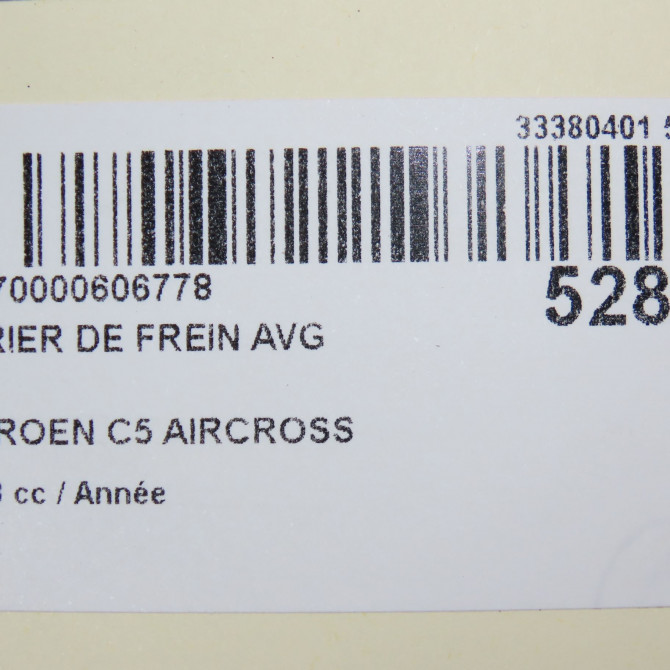 33380401 5
70000606778
528
RIER DE FREIN AVG
ROEN C5 AIRCROSS
cc / Année